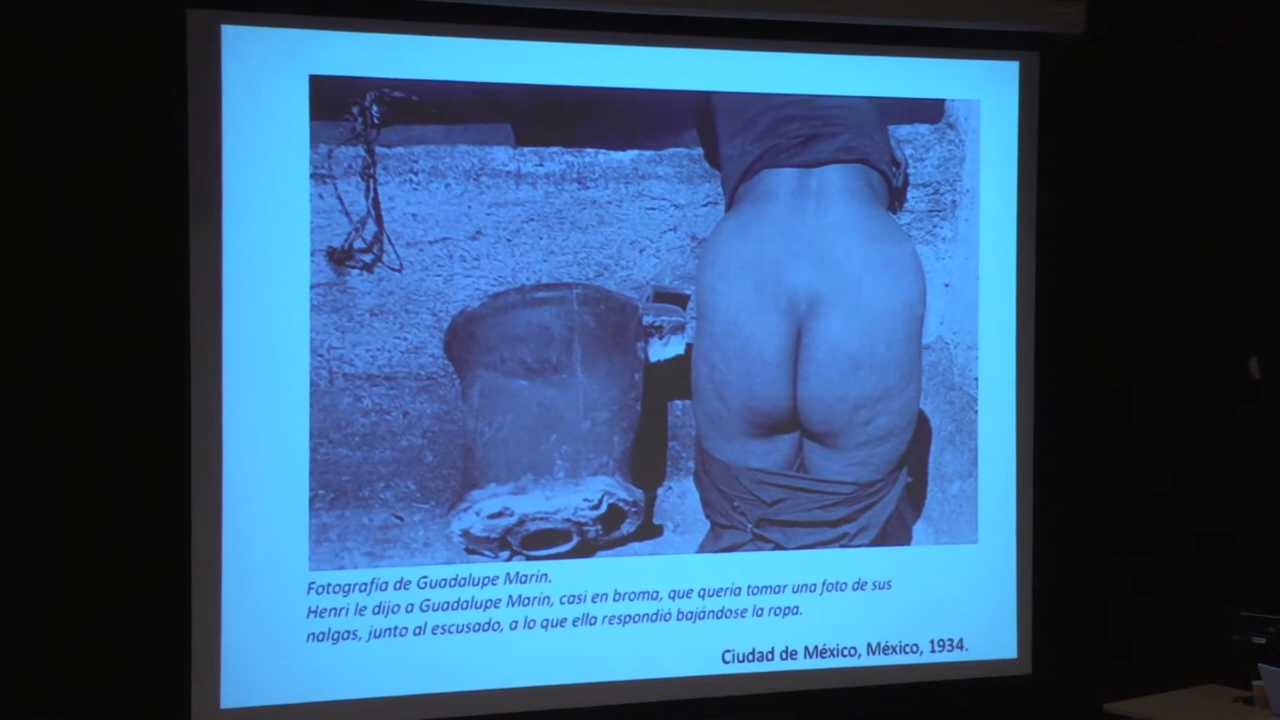 Fotografía de Guadalupe Marín.
Henri le dijo a Guadalupe Marín, casi en broma, que quería tomar una foto de sus
nalgas, junto al escusado, a lo que ella respondió bajándose la ropa.
Ciudad de México, México, 1934.